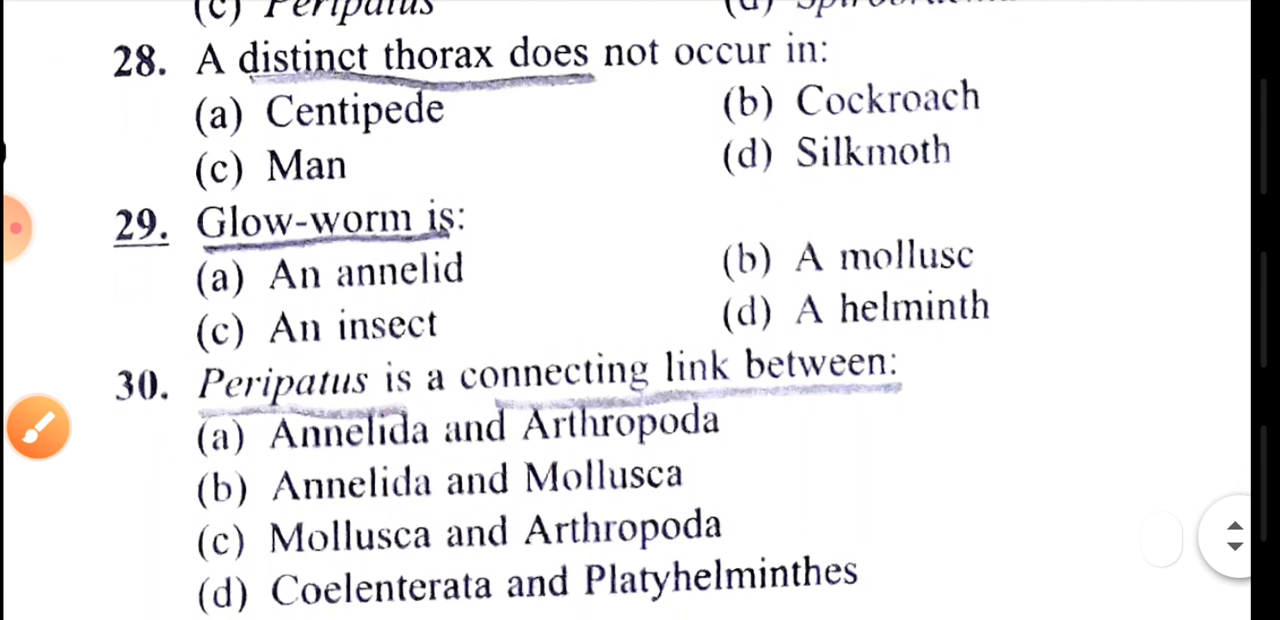 (c) Peripatus
28. A distinct thorax does not occur in:
(a) Centipede (b) Cockroach
(c) Man (d) Silkmoth
29. Glow-worm is:
(a) An annelid (b) A mollusc
(c) An insect (d) A helminth
30. Peripatus is a connecting link between:
(a) Annelida and Arthropoda
(b) Annelida and Mollusca
(c) Mollusca and Arthropoda
(d) Coelenterata and Platyhelminthes